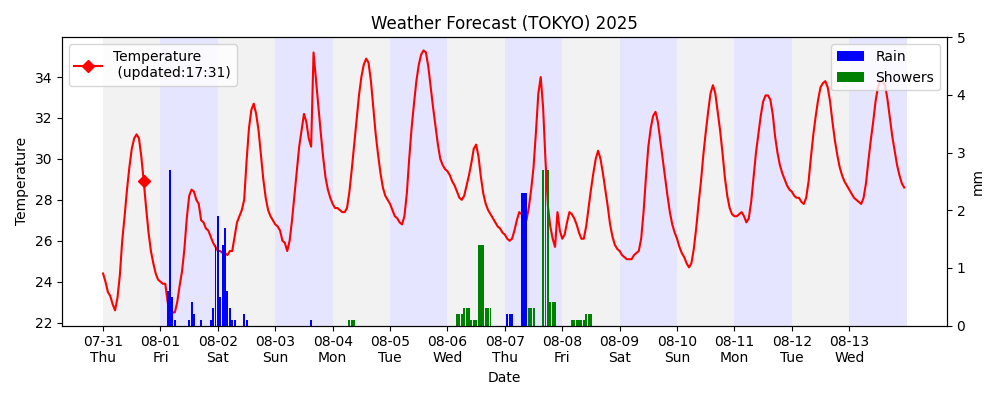 Weather Forecast (TOKYO) 2025
Temperature
(updated:17:31)
Rain
Showers
Temperature
34
32
30
28
26
24
22
5
4
3
2
1
0
mm
07-31 08-01 08-02 08-03 08-04 08-05 08-06 08-07 08-08 08-09 08-10 08-11 08-12 08-13
Thu Fri Sat Sun Mon Tue Wed Thu Fri Sat Sun Mon Tue Wed
Date